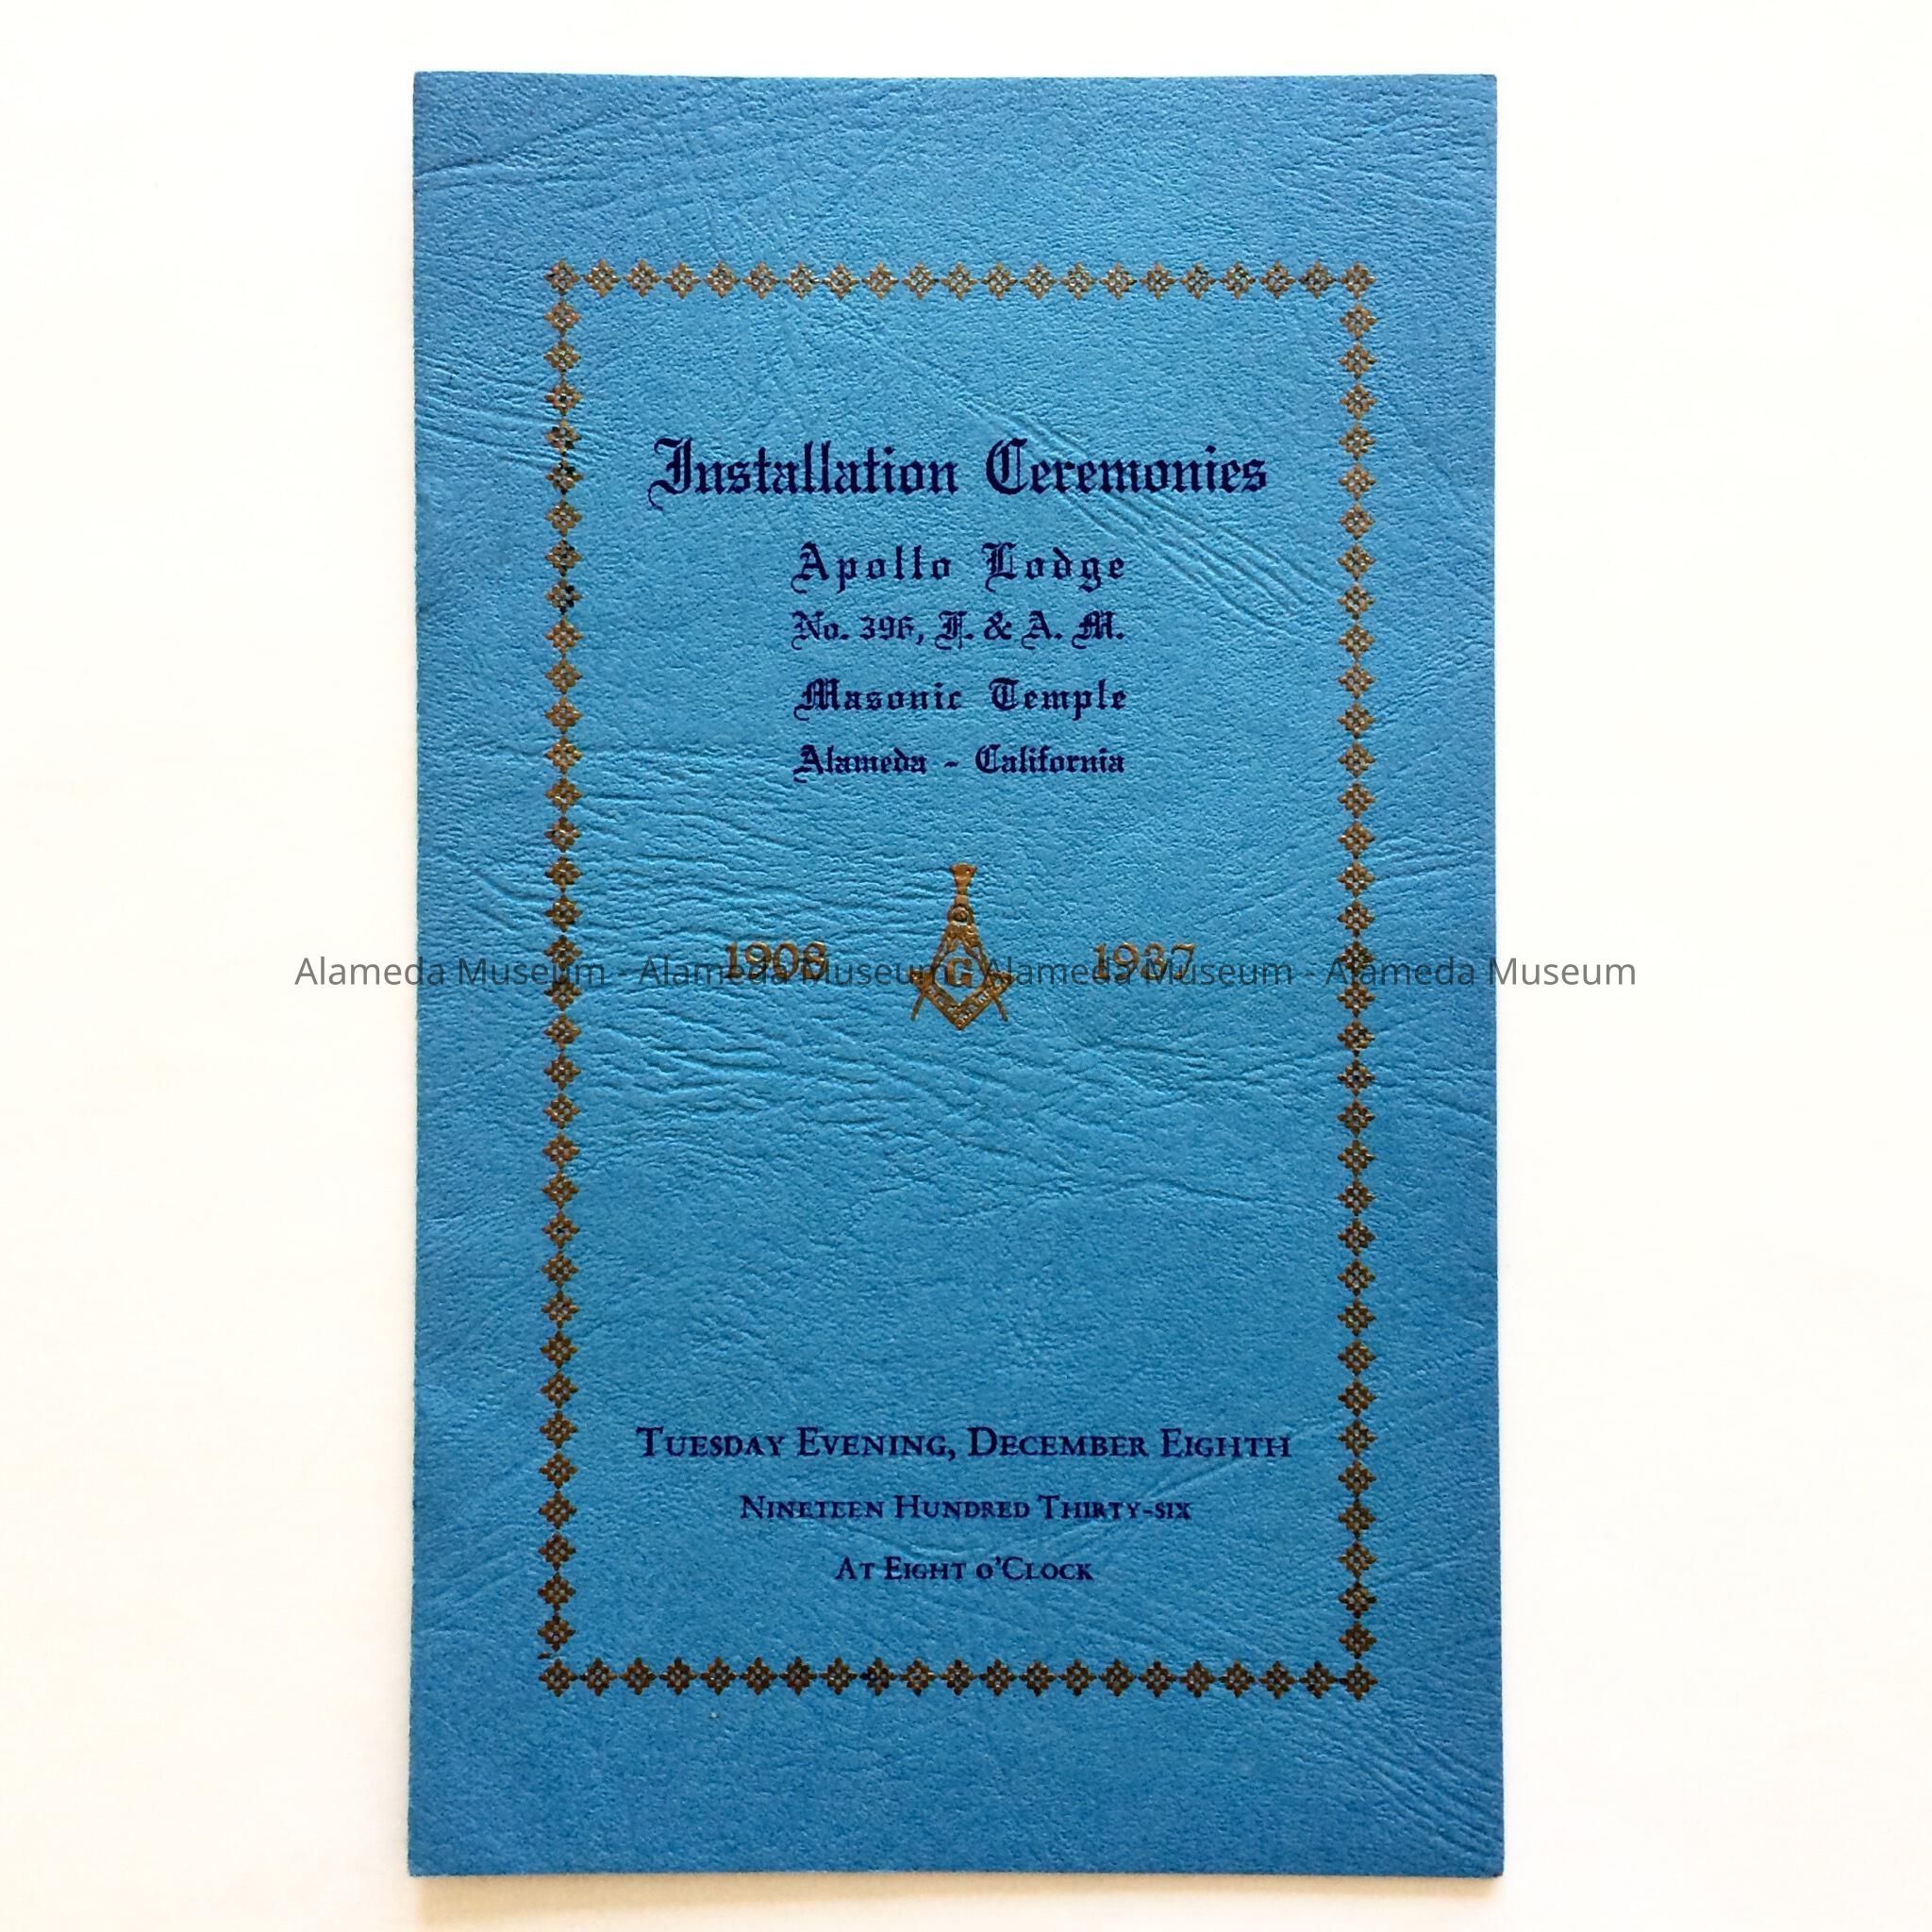 Installation Ceremonies
Apollo Lodge
No. 396, F. & A. M.
Masonic Temple
Alameda - California
1908 G 1937
Alameda Museum - Alameda Museum - Alameda Museum - Alameda Museum
Tuesday Evening, December Eighth
Nineteen Hundred Thirty-six
At Eight o'Clock